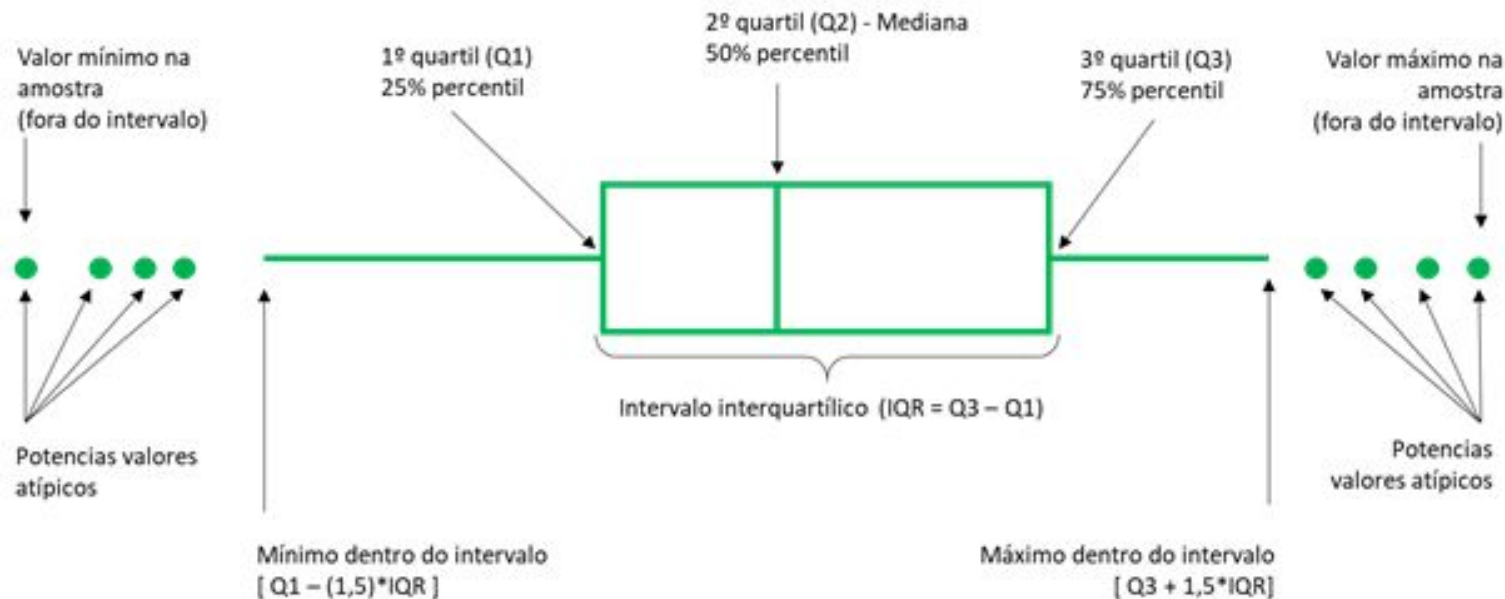 2º quartil (Q2) - Mediana
50% percentil
Valor mínimo na
amostra
(fora do intervalo)
1º quartil (Q1)
25% percentil
3º quartil (Q3)
75% percentil
Valor máximo na
amostra
(fora do intervalo)
Intervalo interquartílico (IQR = Q3 – Q1)
Potencias valores
atípicos
Potencias
valores atípicos
Mínimo dentro do intervalo
[ Q1 – (1,5)*IQR ]
Máximo dentro do intervalo
[ Q3 + 1,5*IQR]